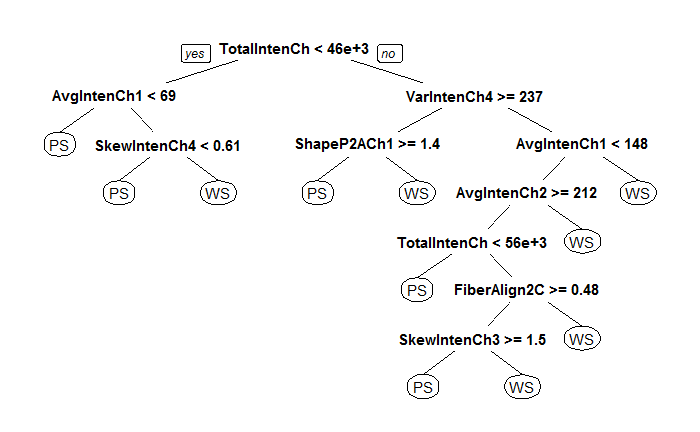 yes TotalIntenCh < 46e+3 no
AvgIntenCh1 < 69 VarIntenCh4 >= 237
PS SkewIntenCh4 < 0.61 ShapeP2ACh1 >= 1.4 AvgIntenCh1 < 148
PS WS PS WS AvgIntenCh2 >= 212 WS
TotalIntenCh < 56e+3 WS
PS FiberAlign2C >= 0.48
SkewIntenCh3 >= 1.5 WS
PS WS